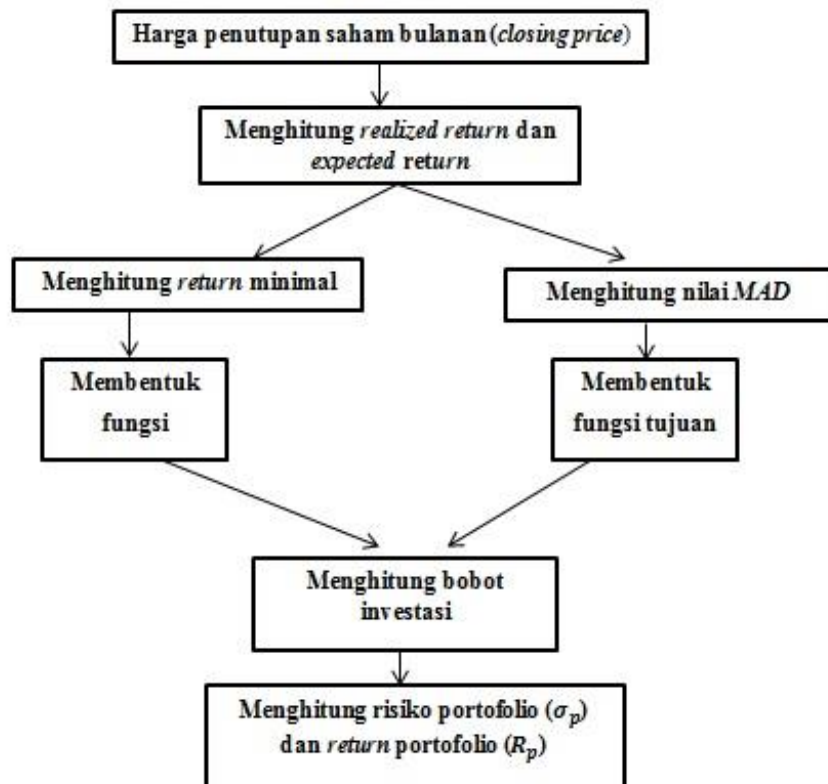 Harga penutupan saham bulanan (closing price)
Menghitung realized return dan
expected return
Menghitung return minimal
Menghitung nilai MAD
Membentuk
fungsi
Membentuk
fungsi tujuan
Menghitung bobot
investasi
Menghitung risiko portofolio (σₚ)
dan return portofolio (Rₚ)